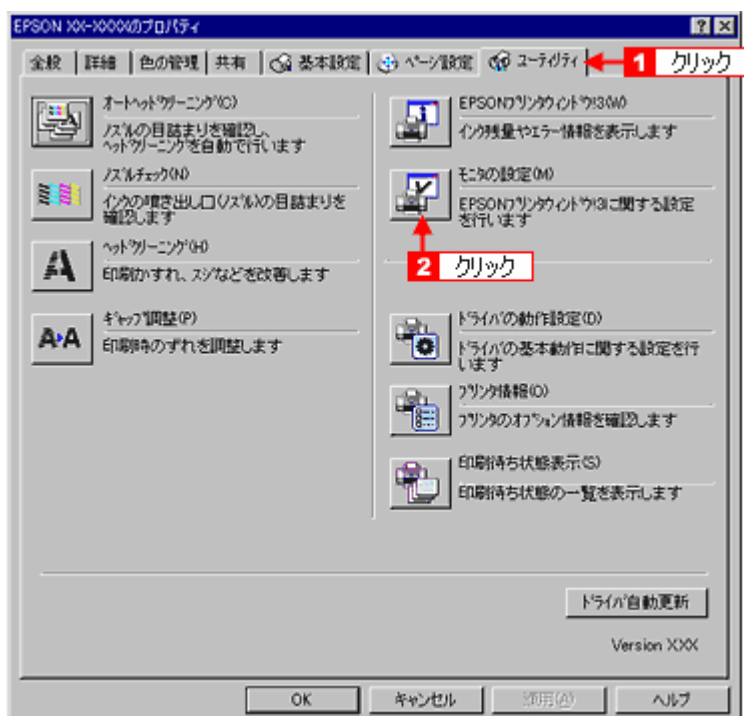 EPSON XX-XXXXのプロパティ
全般 詳細 色の管理 共有 基本設定 ページ設定 ユーティリティ
1 クリック
オートヘッドクリーニング(C)
ノズルの目詰まりを確認し、
ヘッドクリーニングを自動で行います
ノズルチェック(N)
インクの噴き出し口(ノズル)の目詰まりを
確認します
ヘッドクリーニング(H)
印刷かすれ、スジなどを改善します
ギャップ調整(P)
印刷時のずれを調整します
EPSONプリンタウィンドウ!3(W)
インク残量やエラー情報を表示します
モニタの設定(M)
EPSONプリンタウィンドウ!3に関する設定
を行います
2 クリック
ドライバの動作設定(D)
ドライバの基本動作に関する設定を行
います
プリンタ情報(O)
プリンタのオプション情報を確認します
印刷待ち状態表示(S)
印刷待ち状態の一覧を表示します
ドライバ自動更新
Version XXX
OK キャンセル 適用(A) ヘルプ